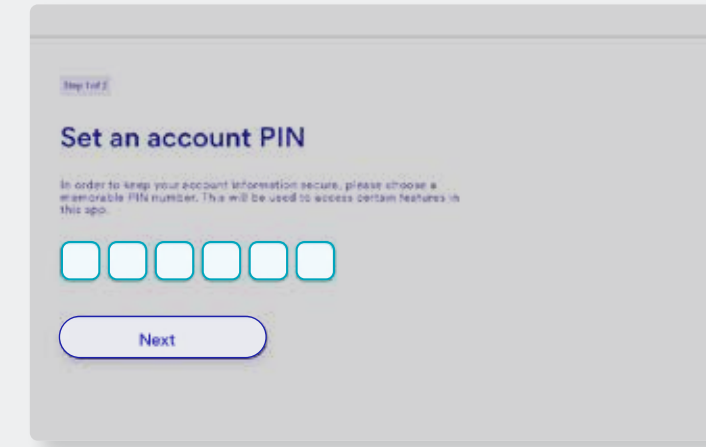 Step 1 of 2
Set an account PIN
In order to keep your account information secure, please choose a
memorable PIN number. This will be used to access certain features in
this app.
Next